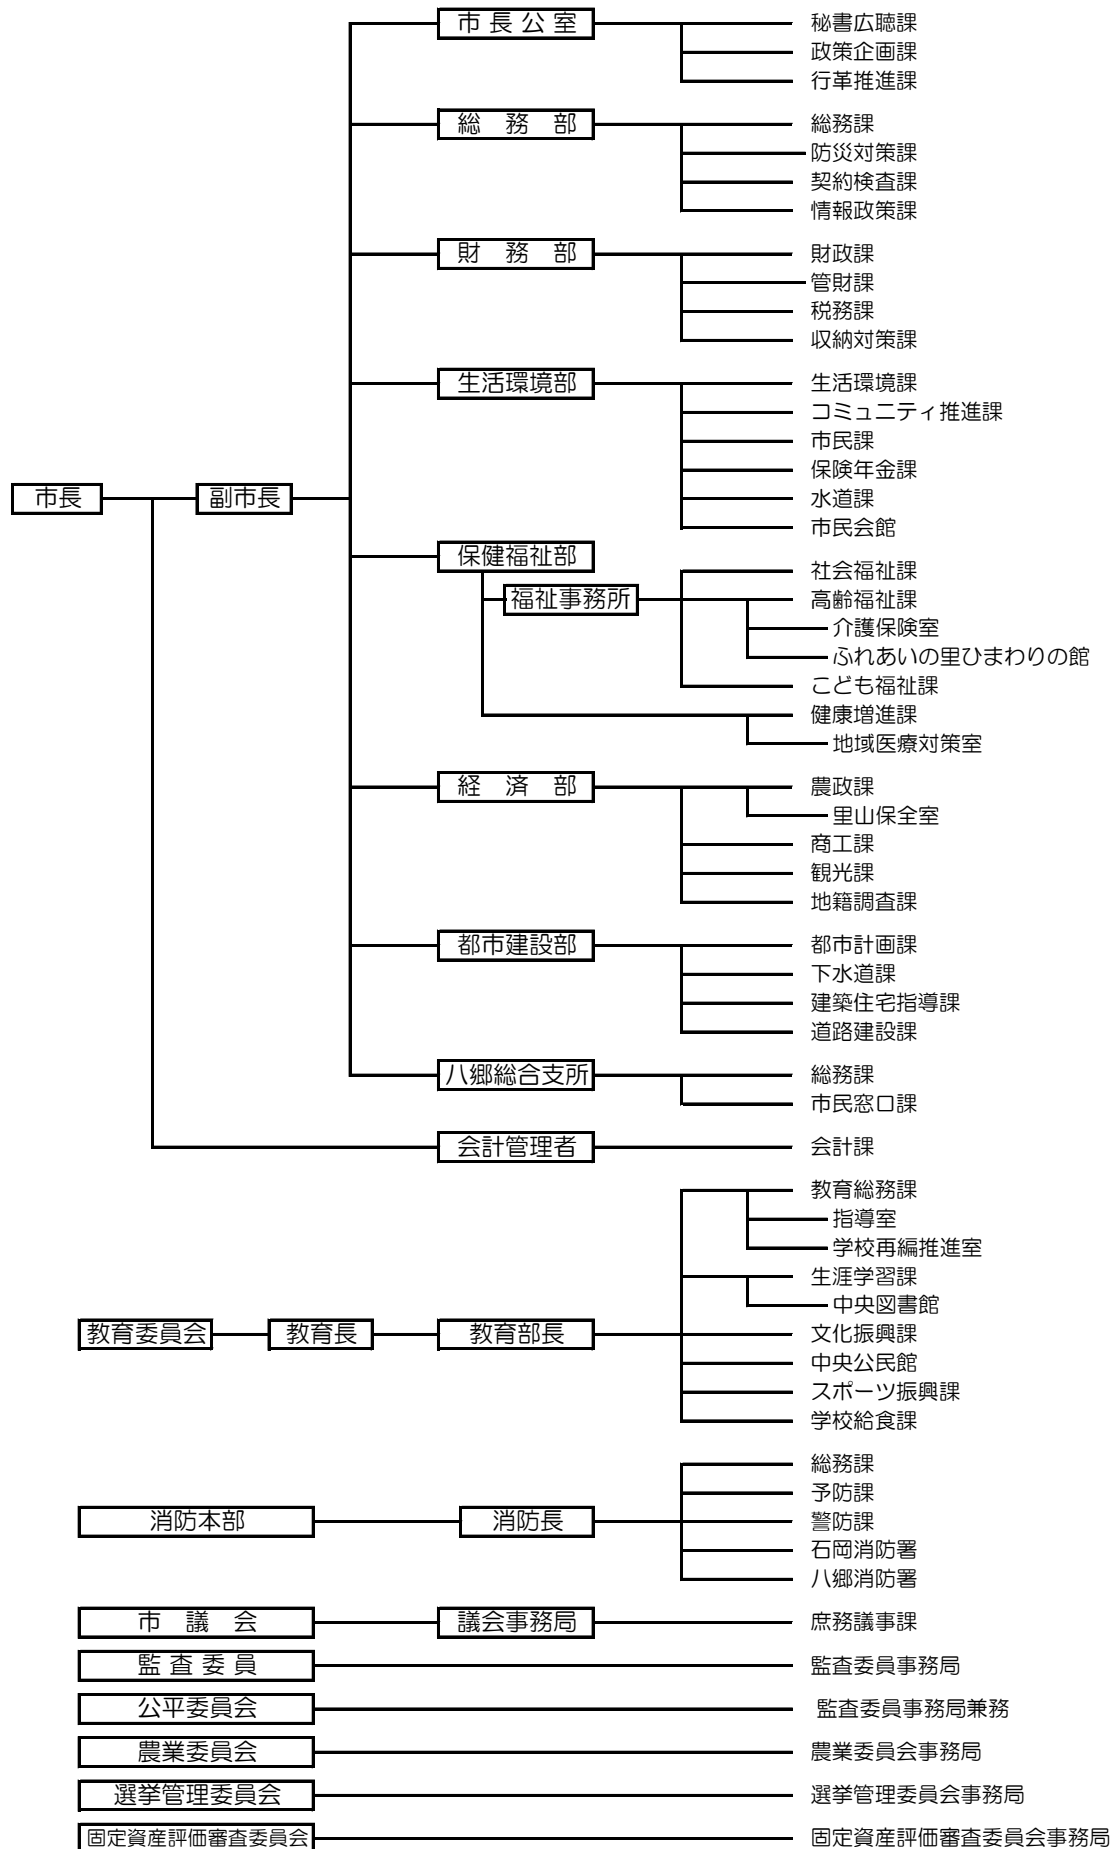 市長公室 秘書広聴課
政策企画課
行革推進課
総務部 総務課
防災対策課
契約検査課
情報政策課
財務部 財政課
管財課
税務課
収納対策課
生活環境部 生活環境課
コミュニティ推進課
市民課
保険年金課
市長 副市長 水道課
市民会館
保健福祉部
社会福祉課
福祉事務所 高齢福祉課
介護保険室
ふれあいの里ひまわりの館
こども福祉課
健康増進課
地域医療対策室
経済部 農政課
里山保全室
商工課
観光課
地籍調査課
都市建設部 都市計画課
下水道課
建築住宅指導課
道路建設課
八郷総合支所 総務課
市民窓口課
会計管理者 会計課
教育総務課
指導室
学校再編推進室
生涯学習課
中央図書館
教育委員会 教育長 教育部長 文化振興課
中央公民館
スポーツ振興課
学校給食課
総務課
予防課
消防本部 消防長 警防課
石岡消防署
八郷消防署
市議会 議会事務局 庶務議事課
監査委員 監査委員事務局
公平委員会 監査委員事務局兼務
農業委員会 農業委員会事務局
選挙管理委員会 選挙管理委員会事務局
固定資産評価審査委員会 固定資産評価審査委員会事務局